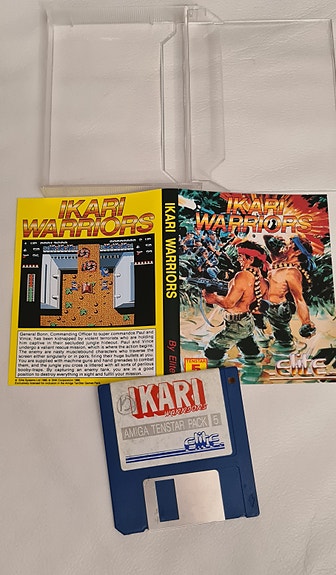 IKARI
WARRIORS
General Bonn, Commanding Officer to super commandos Paul and
Vince, has been kidnapped by violent terrorists who are holding
him captive in their secluded jungle hideout. Paul and Vince
undertake a valiant rescue mission, which is where the action begins.
The enemy are nasty musclebound characters who traverse the
screen either singularly or in pairs, firing their huge bullets at you.
You are supplied with machine guns and hand grenades to combat
them, and the jungle you cross is littered with all kinds of pernicious
booby-traps. By capturing an enemy tank, you are in a good
position to destroy everything in sight and fulfil your mission.
IKARI WARRIORS
By Elite
IKARI
WARRIORS
TENSTAR
5
elite
IKARI
warriors
AMIGA TENSTAR PACK 5
elite